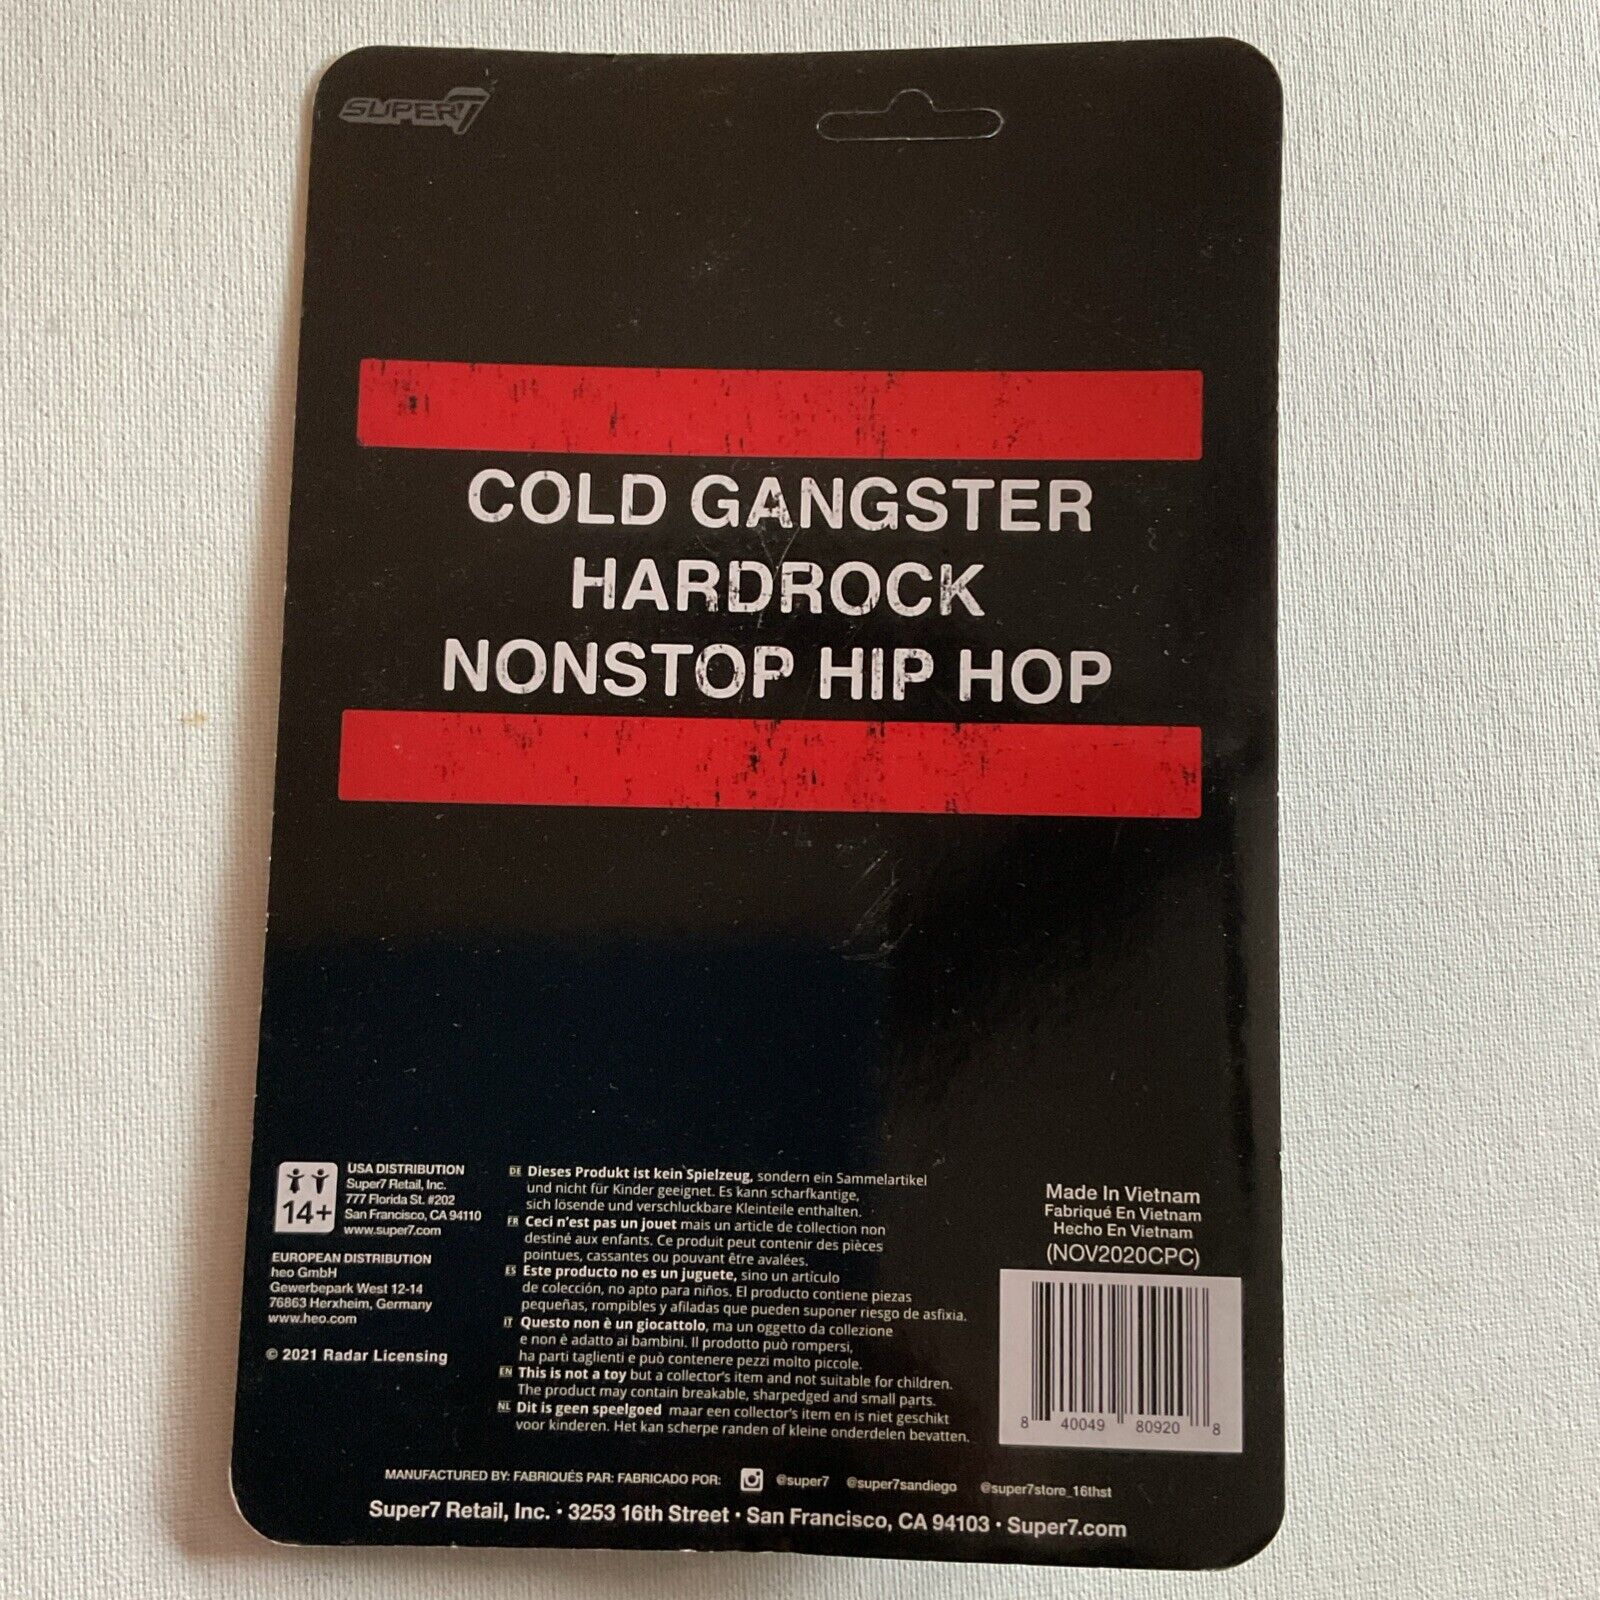 SUPER7
COLD GANGSTER
HARDROCK
NONSTOP HIP HOP
14+
USA DISTRIBUTION
Super7 Retail, Inc.
777 Florida St. #202
San Francisco, CA 94110
www.super7.com
EUROPEAN DISTRIBUTION
heo GmbH
Gewerbepark West 12-14
76863 Herxheim, Germany
www.heo.com
© 2021 Radar Licensing
DE Dieses Produkt ist kein Spielzeug, sondern ein Sammelartikel
und nicht für Kinder geeignet. Es kann scharfkantige,
sich lösende und verschluckbare Kleinteile enthalten.
FR Ceci n'est pas un jouet mais un article de collection non
destiné aux enfants. Ce produit peut contenir des pièces
pointues, cassantes ou pouvant être avalées.
ES Este producto no es un juguete, sino un artículo
de colección, no apto para niños. El producto contiene piezas
pequeñas, rompibles y afiladas que pueden suponer riesgo de asfixia.
IT Questo non è un giocattolo, ma un oggetto da collezione
e non è adatto ai bambini. Il prodotto può rompersi,
ha parti taglienti e può contenere pezzi molto piccole.
EN This is not a toy but a collector's item and not suitable for children.
The product may contain breakable, sharpedged and small parts.
NL Dit is geen speelgoed maar een collector's item en is niet geschikt
voor kinderen. Het kan scherpe randen of kleine onderdelen bevatten.
Made In Vietnam
Fabriqué En Vietnam
Hecho En Vietnam
(NOV2020CPC)
8 40049 80920 8
MANUFACTURED BY: FABRIQUÉS PAR: FABRICADO POR: @super7 @super7sandiego @super7store_16thst
Super7 Retail, Inc. • 3253 16th Street • San Francisco, CA 94103 • Super7.com